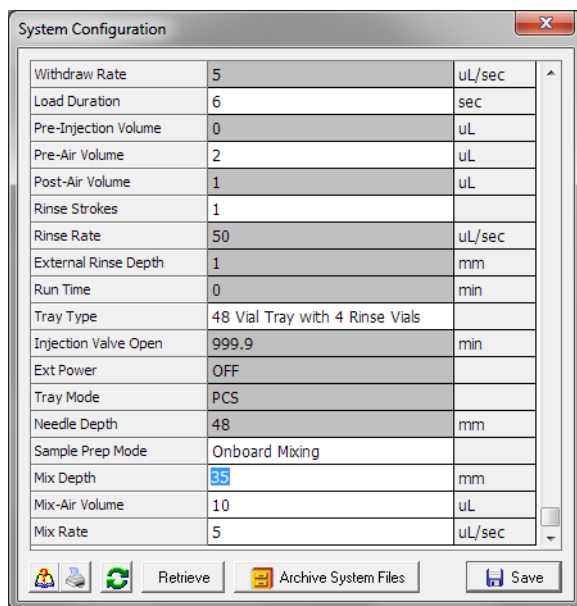 System Configuration
Withdraw Rate 5 uL/sec
Load Duration 6 sec
Pre-Injection Volume 0 uL
Pre-Air Volume 2 uL
Post-Air Volume 1 uL
Rinse Strokes 1
Rinse Rate 50 uL/sec
External Rinse Depth 1 mm
Run Time 0 min
Tray Type 48 Vial Tray with 4 Rinse Vials
Injection Valve Open 999.9 min
Ext Power OFF
Tray Mode PCS
Needle Depth 48 mm
Sample Prep Mode Onboard Mixing
Mix Depth 35 mm
Mix-Air Volume 10 uL
Mix Rate 5 uL/sec
Retrieve Archive System Files Save